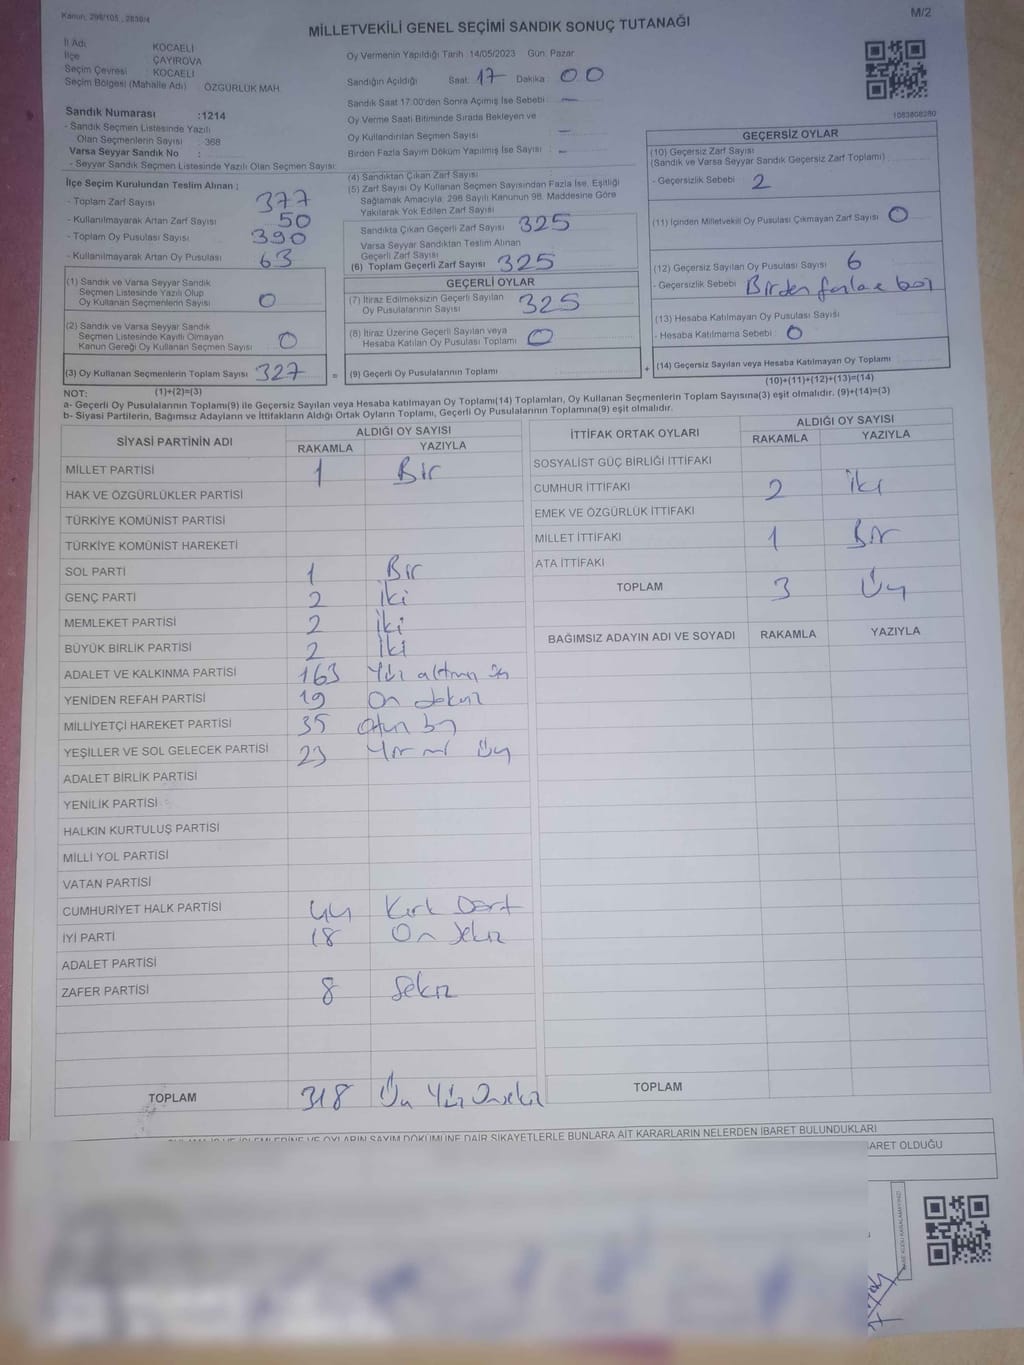 Kanun: 298/105 , 2839/4
M/2
MİLLETVEKİLİ GENEL SEÇİMİ SANDIK SONUÇ TUTANAĞI
İl Adı KOCAELİ
İlçe ÇAYIROVA
Seçim Çevresi KOCAELİ
Seçim Bölgesi (Mahalle Adı) ÖZGÜRLÜK MAH.
Sandık Numarası :1214
- Sandık Seçmen Listesinde Yazılı
Olan Seçmenlerin Sayısı : 368
Varsa Seyyar Sandık No :
- Seyyar Sandık Seçmen Listesinde Yazılı Olan Seçmen Sayısı:
Oy Vermenin Yapıldığı Tarih :14/05/2023 Gün: Pazar
Sandığın Açıldığı Saat: 17 Dakika: 00
Sandık Saat 17:00'den Sonra Açılmış İse Sebebi: —
Oy Verme Saati Bitiminde Sırada Bekleyen ve
Oy Kullandırılan Seçmen Sayısı : —
Birden Fazla Sayım Döküm Yapılmış İse Sayısı : —
1083808280
İlçe Seçim Kurulundan Teslim Alınan :
- Toplam Zarf Sayısı 377
- Kullanılmayarak Artan Zarf Sayısı 50
- Toplam Oy Pusulası Sayısı 390
- Kullanılmayarak Artan Oy Pusulası 63
(1) Sandık ve Varsa Seyyar Sandık
Seçmen Listesinde Yazılı Olup
Oy Kullanan Seçmenlerin Sayısı 0
(2) Sandık ve Varsa Seyyar Sandık
Seçmen Listesinde Kayıtlı Olmayan
Kanun Gereği Oy Kullanan Seçmen Sayısı 0
(3) Oy Kullanan Seçmenlerin Toplam Sayısı 327
(4) Sandıktan Çıkan Zarf Sayısı
(5) Zarf Sayısı Oy Kullanan Seçmen Sayısından Fazla İse, Eşitliği
Sağlamak Amacıyla, 298 Sayılı Kanunun 98. Maddesine Göre
Yakılarak Yok Edilen Zarf Sayısı
Sandıkta Çıkan Geçerli Zarf Sayısı 325
Varsa Seyyar Sandıktan Teslim Alınan
Geçerli Zarf Sayısı
(6) Toplam Geçerli Zarf Sayısı 325
GEÇERLİ OYLAR
(7) İtiraz Edilmeksizin Geçerli Sayılan
Oy Pusulalarının Sayısı 325
(8) İtiraz Üzerine Geçerli Sayılan veya
Hesaba Katılan Oy Pusulası Toplamı 0
= (9) Geçerli Oy Pusulalarının Toplamı
GEÇERSİZ OYLAR
(10) Geçersiz Zarf Sayısı
(Sandık ve Varsa Seyyar Sandık Geçersiz Zarf Toplamı)
- Geçersizlik Sebebi 2
(11) İçinden Milletvekili Oy Pusulası Çıkmayan Zarf Sayısı 0
(12) Geçersiz Sayılan Oy Pusulası Sayısı 6
- Geçersizlik Sebebi Birden fazla
(13) Hesaba Katılmayan Oy Pusulası Sayısı
- Hesaba Katılmama Sebebi : 0
+ (14) Geçersiz Sayılan veya Hesaba Katılmayan Oy Toplamı
(10)+(11)+(12)+(13)=(14)
NOT: (1)+(2)=(3)
a- Geçerli Oy Pusulalarının Toplamı(9) ile Geçersiz Sayılan veya Hesaba katılmayan Oy Toplamı(14) Toplamları, Oy Kullanan Seçmenlerin Toplam Sayısına(3) eşit olmalıdır. (9)+(14)=(3)
b- Siyasi Partilerin, Bağımsız Adayların ve İttifakların Aldığı Ortak Oyların Toplamı, Geçerli Oy Pusulalarının Toplamına(9) eşit olmalıdır.
SİYASİ PARTİNİN ADI ALDIĞI OY SAYISI
RAKAMLA YAZIYLA
MİLLET PARTİSİ 1 Bir
HAK VE ÖZGÜRLÜKLER PARTİSİ
TÜRKİYE KOMÜNİST PARTİSİ
TÜRKİYE KOMÜNİST HAREKETİ
SOL PARTİ 1 Bir
GENÇ PARTİ 2 İki
MEMLEKET PARTİSİ 2 İki
BÜYÜK BİRLİK PARTİSİ 2 İki
ADALET VE KALKINMA PARTİSİ 163 Yüz altmış üç
YENİDEN REFAH PARTİSİ 19 On dokuz
MİLLİYETÇİ HAREKET PARTİSİ 35 Otuz beş
YEŞİLLER VE SOL GELECEK PARTİSİ 23 Yirmi Üç
ADALET BİRLİK PARTİSİ
YENİLİK PARTİSİ
HALKIN KURTULUŞ PARTİSİ
MİLLİ YOL PARTİSİ
VATAN PARTİSİ
CUMHURİYET HALK PARTİSİ 44 Kırk Dört
İYİ PARTİ 18 On Sekiz
ADALET PARTİSİ
ZAFER PARTİSİ 8 Sekiz
TOPLAM 318 Üç Yüz Onsekiz
İTTİFAK ORTAK OYLARI ALDIĞI OY SAYISI
RAKAMLA YAZIYLA
SOSYALİST GÜÇ BİRLİĞİ İTTİFAKI
CUMHUR İTTİFAKI 2 İki
EMEK VE ÖZGÜRLÜK İTTİFAKI
MİLLET İTTİFAKI 1 Bir
ATA İTTİFAKI
TOPLAM 3 Üç
BAĞIMSIZ ADAYIN ADI VE SOYADI RAKAMLA YAZIYLA
TOPLAM
OYLARIN SAYIM DÖKÜMÜNE DAİR ŞİKAYETLERLE BUNLARA AİT KARARLARIN NELERDEN İBARET BULUNDUKLARI
OLDUĞU